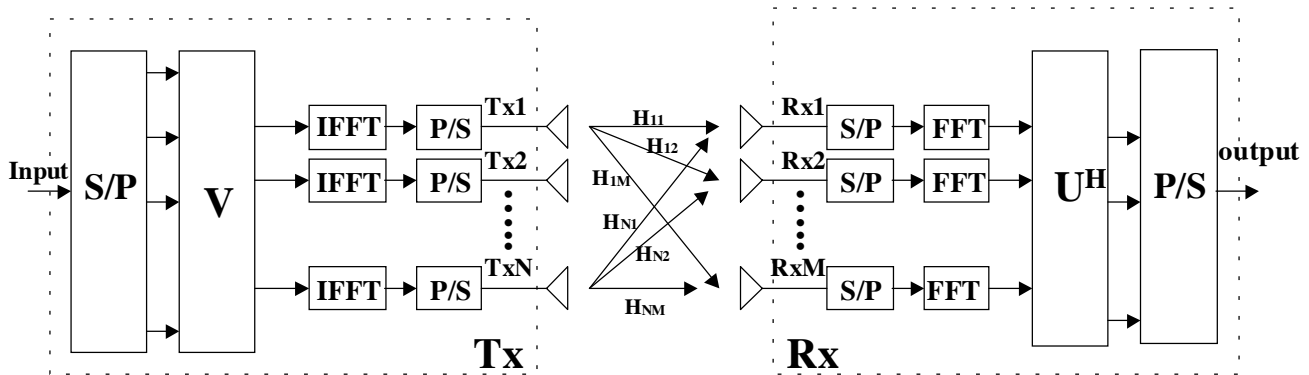 Input
S/P
V
IFFT
P/S
Tx1
IFFT
P/S
Tx2
IFFT
P/S
TxN
Tx
H11
H12
H1M
HN1
HN2
HNM
Rx1
S/P
FFT
Rx2
S/P
FFT
RxM
S/P
FFT
Rx
UH
P/S
output